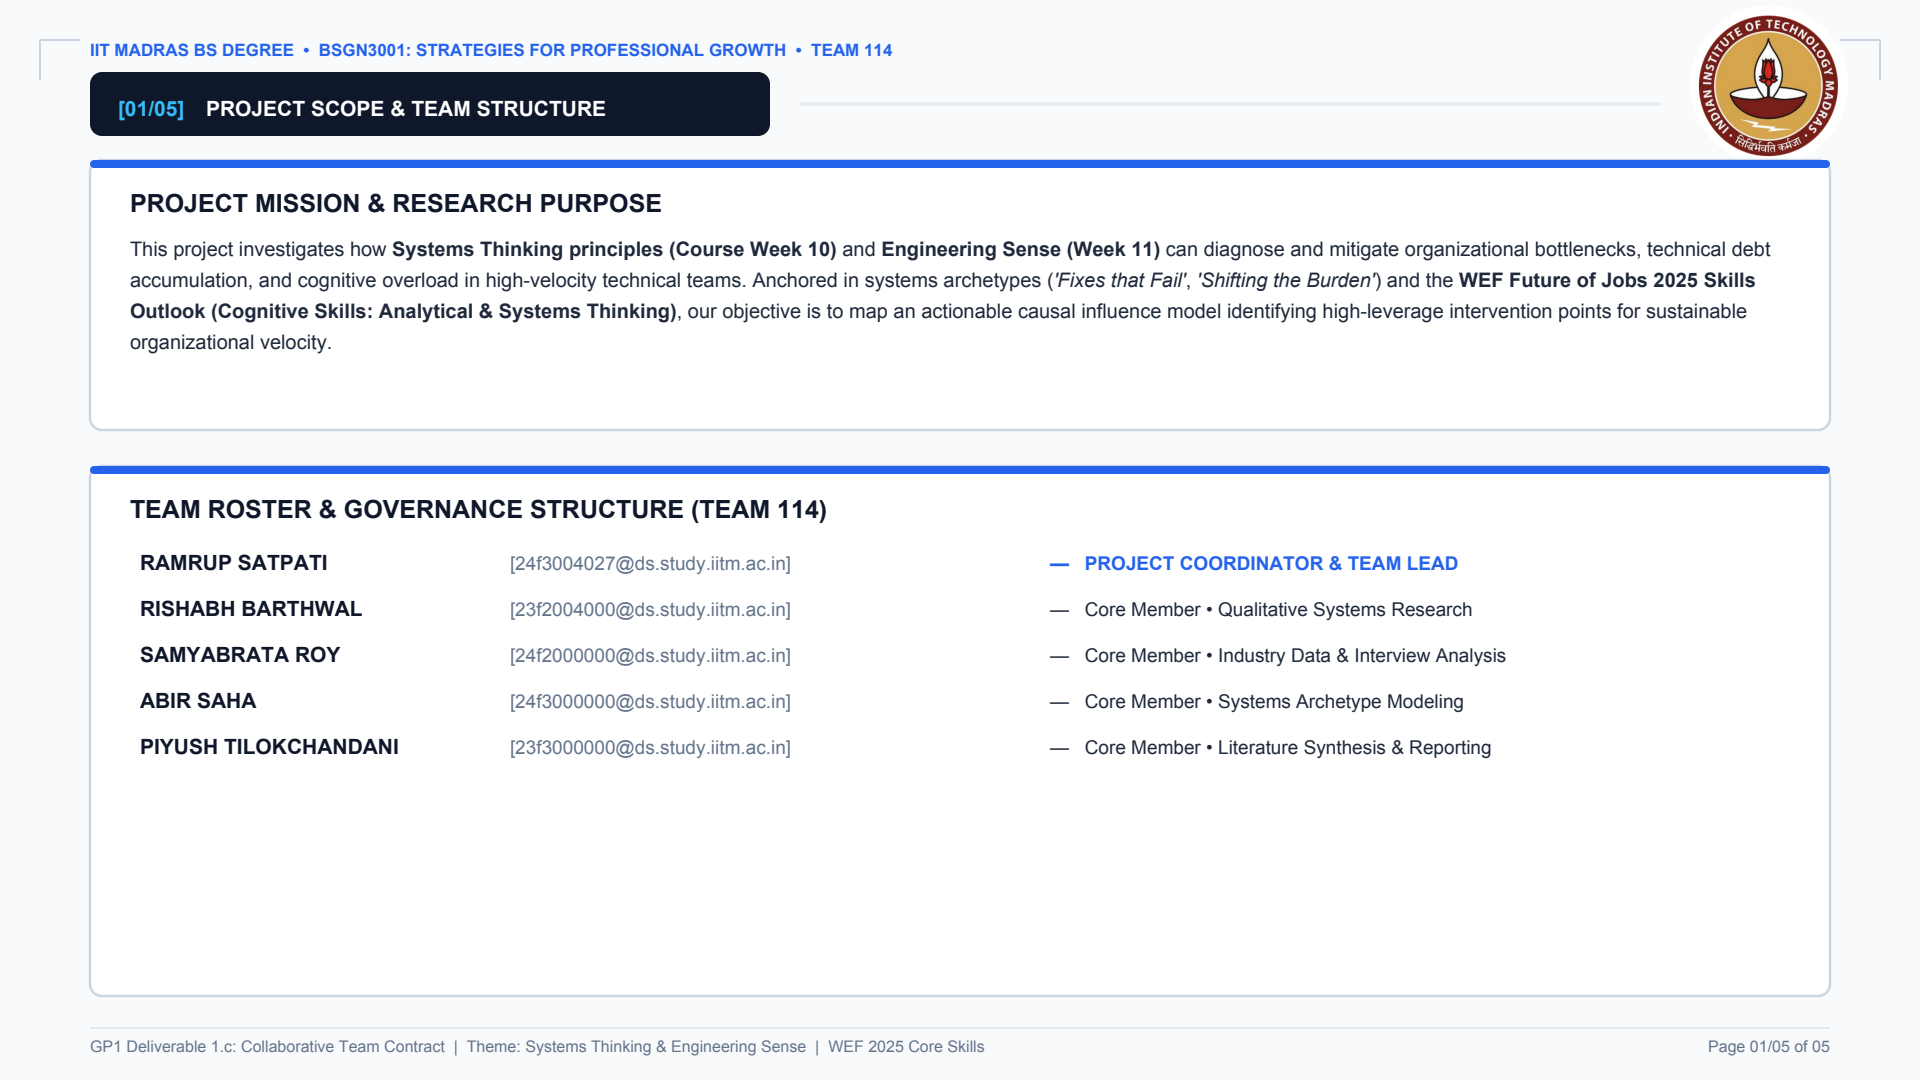 IIT MADRAS BS DEGREE • BSGN3001: STRATEGIES FOR PROFESSIONAL GROWTH • TEAM 114
[01/05] PROJECT SCOPE & TEAM STRUCTURE
INDIAN INSTITUTE OF TECHNOLOGY MADRAS
सिद्धिर्भवति कर्मजा
PROJECT MISSION & RESEARCH PURPOSE
This project investigates how Systems Thinking principles (Course Week 10) and Engineering Sense (Week 11) can diagnose and mitigate organizational bottlenecks, technical debt
accumulation, and cognitive overload in high-velocity technical teams. Anchored in systems archetypes ('Fixes that Fail', 'Shifting the Burden') and the WEF Future of Jobs 2025 Skills
Outlook (Cognitive Skills: Analytical & Systems Thinking), our objective is to map an actionable causal influence model identifying high-leverage intervention points for sustainable
organizational velocity.
TEAM ROSTER & GOVERNANCE STRUCTURE (TEAM 114)
RAMRUP SATPATI [24f3004027@ds.study.iitm.ac.in] — PROJECT COORDINATOR & TEAM LEAD
RISHABH BARTHWAL [23f2004000@ds.study.iitm.ac.in] — Core Member • Qualitative Systems Research
SAMYABRATA ROY [24f2000000@ds.study.iitm.ac.in] — Core Member • Industry Data & Interview Analysis
ABIR SAHA [24f3000000@ds.study.iitm.ac.in] — Core Member • Systems Archetype Modeling
PIYUSH TILOKCHANDANI [23f3000000@ds.study.iitm.ac.in] — Core Member • Literature Synthesis & Reporting
GP1 Deliverable 1.c: Collaborative Team Contract | Theme: Systems Thinking & Engineering Sense | WEF 2025 Core Skills
Page 01/05 of 05